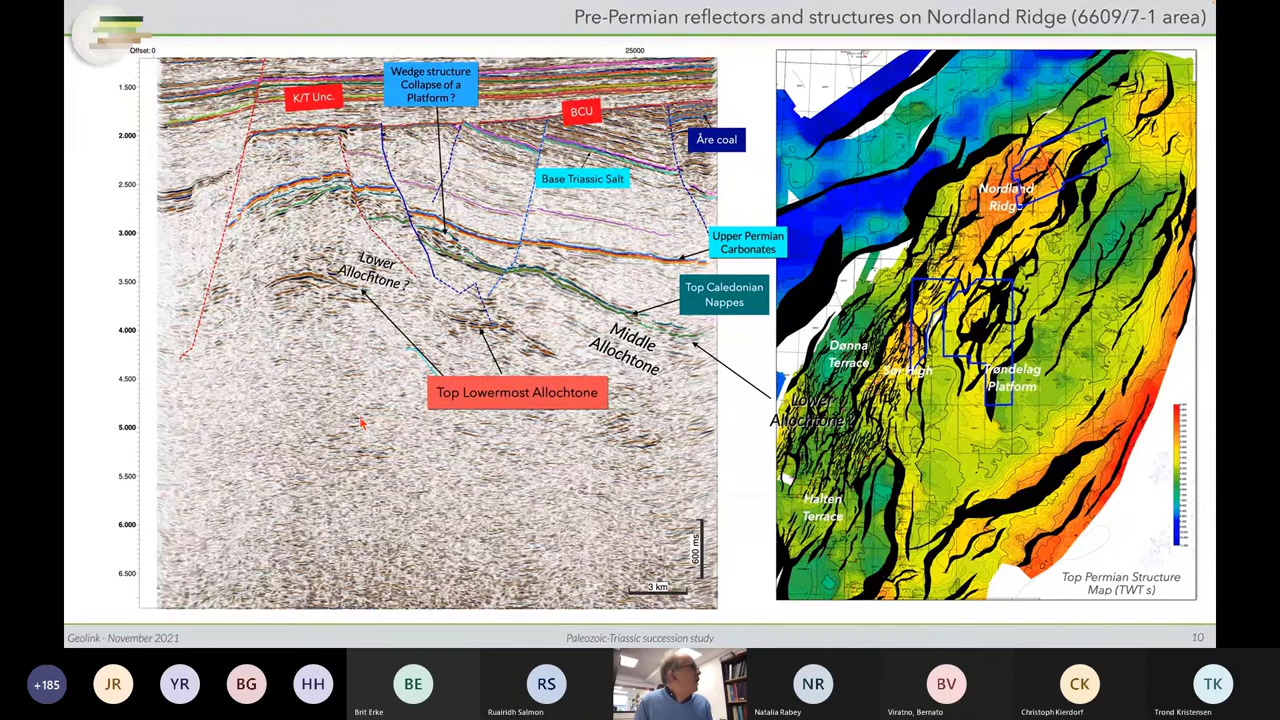 Pre-Permian reflectors and structures on Nordland Ridge (6609/7-1 area)
Offset: 0
25000
1.500
2.000
2.500
3.000
3.500
4.000
4.500
5.000
5.500
6.000
6.500
K/T Unc.
Wedge structure
Collapse of a
Platform ?
BCU
Åre coal
Base Triassic Salt
Upper Permian
Carbonates
Lower
Allochtone ?
Top Caledonian
Nappes
Middle
Allochtone
Top Lowermost Allochtone
Lower
Allochtone ?
600 ms
3 km
Nordland
Ridge
Dønna
Terrace
Sør High
Trøndelag
Platform
Halten
Terrace
Top Permian Structure
Map (TWT s)
Geolink - November 2021
Paleozoic-Triassic succession study
10
+185
JR
YR
BG
HH
BE
Brit Erke
RS
Ruairidh Salmon
NR
Natalia Rabey
BV
Viratno, Bernato
CK
Christoph Kierdorf
TK
Trond Kristensen